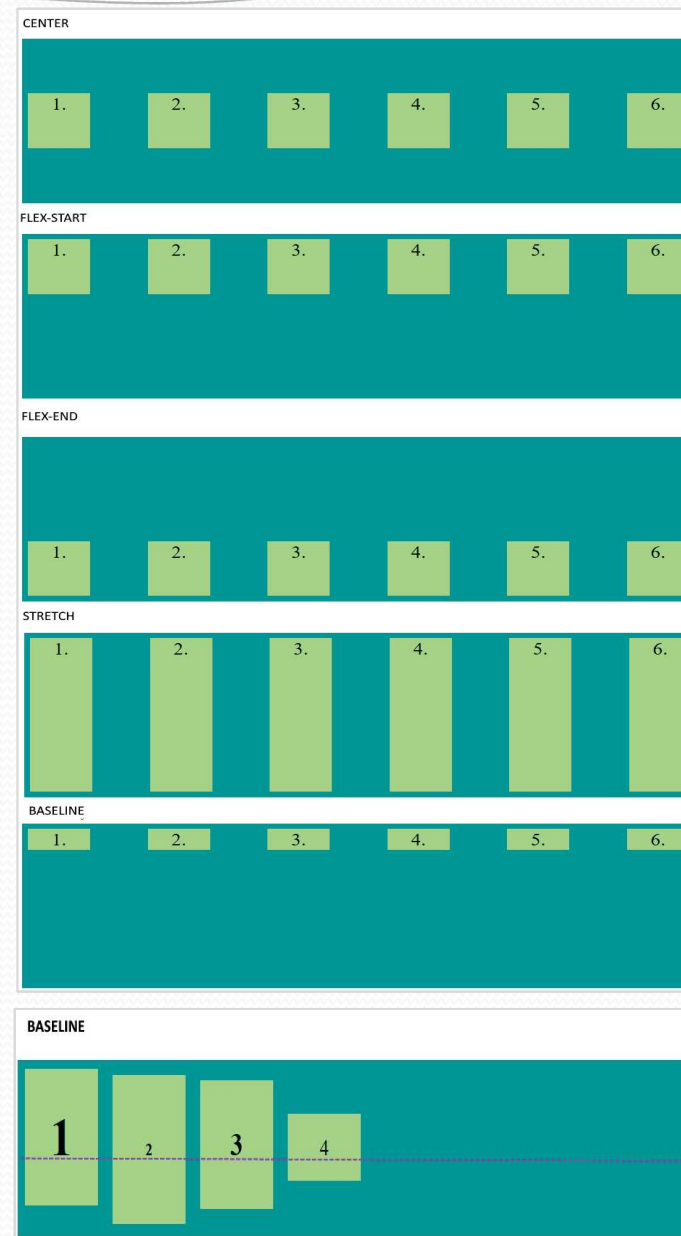 CENTER
1. 2. 3. 4. 5. 6.
FLEX-START
1. 2. 3. 4. 5. 6.
FLEX-END
1. 2. 3. 4. 5. 6.
STRETCH
1. 2. 3. 4. 5. 6.
BASELINE
1. 2. 3. 4. 5. 6.
BASELINE
1 2 3 4